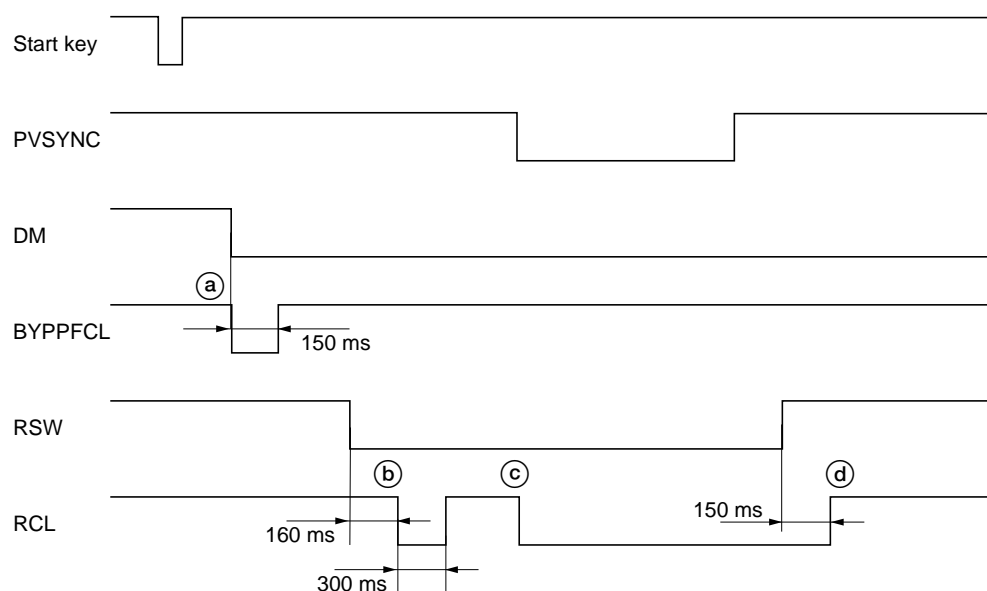 Start key
PVSYNC
DM
a
BYPPFCL
150 ms
RSW
b
c
d
RCL
160 ms
150 ms
300 ms